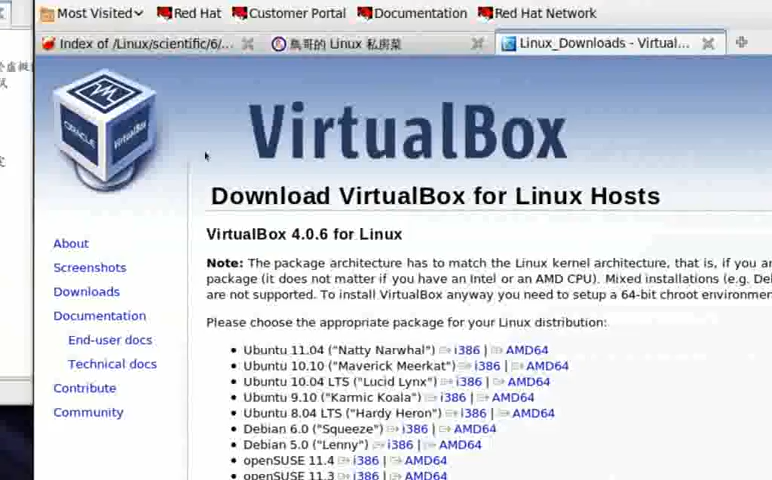 Most Visited Red Hat Customer Portal Documentation Red Hat Network
Index of /Linux/scientific/6/... 鳥哥的 Linux 私房菜 Linux_Downloads - Virtual...
ORACLE VirtualBox
VirtualBox
Download VirtualBox for Linux Hosts
VirtualBox 4.0.6 for Linux
Note: The package architecture has to match the Linux kernel architecture, that is, if you
package (it does not matter if you have an Intel or an AMD CPU). Mixed installations (e.g.
are not supported. To install VirtualBox anyway you need to setup a 64-bit chroot
Please choose the appropriate package for your Linux distribution:
About
Screenshots
Downloads
Documentation
End-user docs
Technical docs
Contribute
Community
Ubuntu 11.04 ("Natty Narwhal") i386 | AMD64
Ubuntu 10.10 ("Maverick Meerkat") i386 | AMD64
Ubuntu 10.04 LTS ("Lucid Lynx") i386 | AMD64
Ubuntu 9.10 ("Karmic Koala") i386 | AMD64
Ubuntu 8.04 LTS ("Hardy Heron") i386 | AMD64
Debian 6.0 ("Squeeze") i386 | AMD64
Debian 5.0 ("Lenny") i386 | AMD64
openSUSE 11.4 i386 | AMD64
openSUSE 11.3 i386 | AMD64